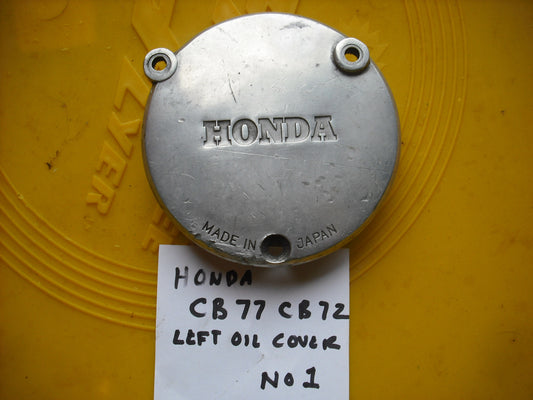 HONDA
MADE IN JAPAN
HONDA
CB77 CB72
LEFT OIL COVER
NO 1